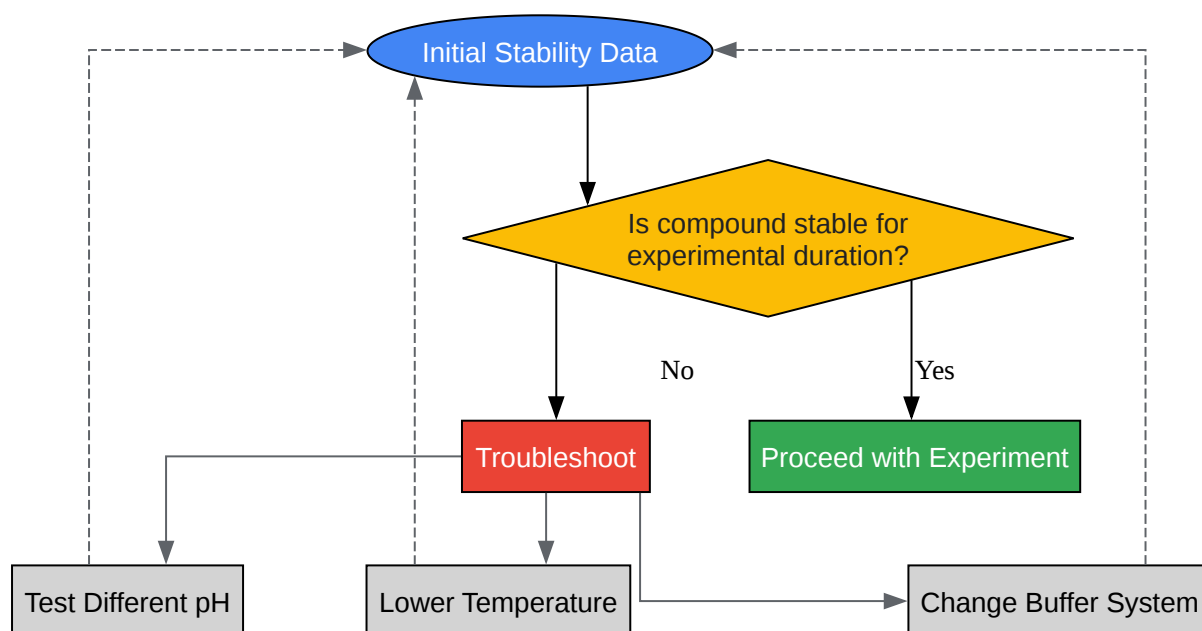 Initial Stability Data
Is compound stable for
experimental duration?
No
Yes
Troubleshoot
Proceed with Experiment
Test Different pH
Lower Temperature
Change Buffer System